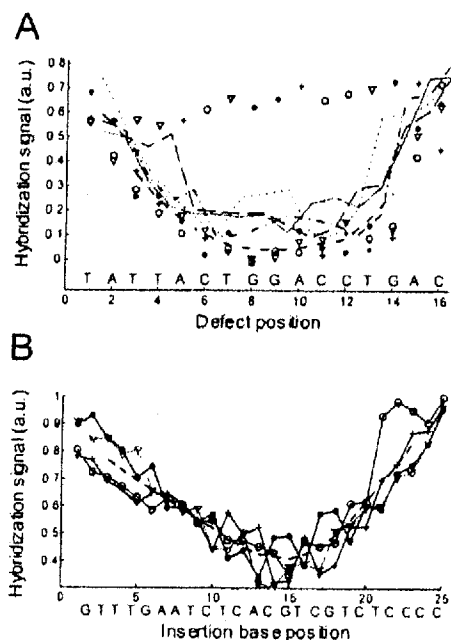 A
Hybridization signal (a.u.)
0.8
0.7
0.6
0.5
0.4
0.3
0.2
0.1
0
T A T T A C T G G A C C T G A C
0 2 4 6 8 10 12 14 16
Defect position
B
Hybridization signal (a.u.)
1
0.9
0.8
0.7
0.6
0.5
0.4
0 5 10 15 20 25
G T T T G A A T C T C A C G T C G T C T C C C C
Insertion base position